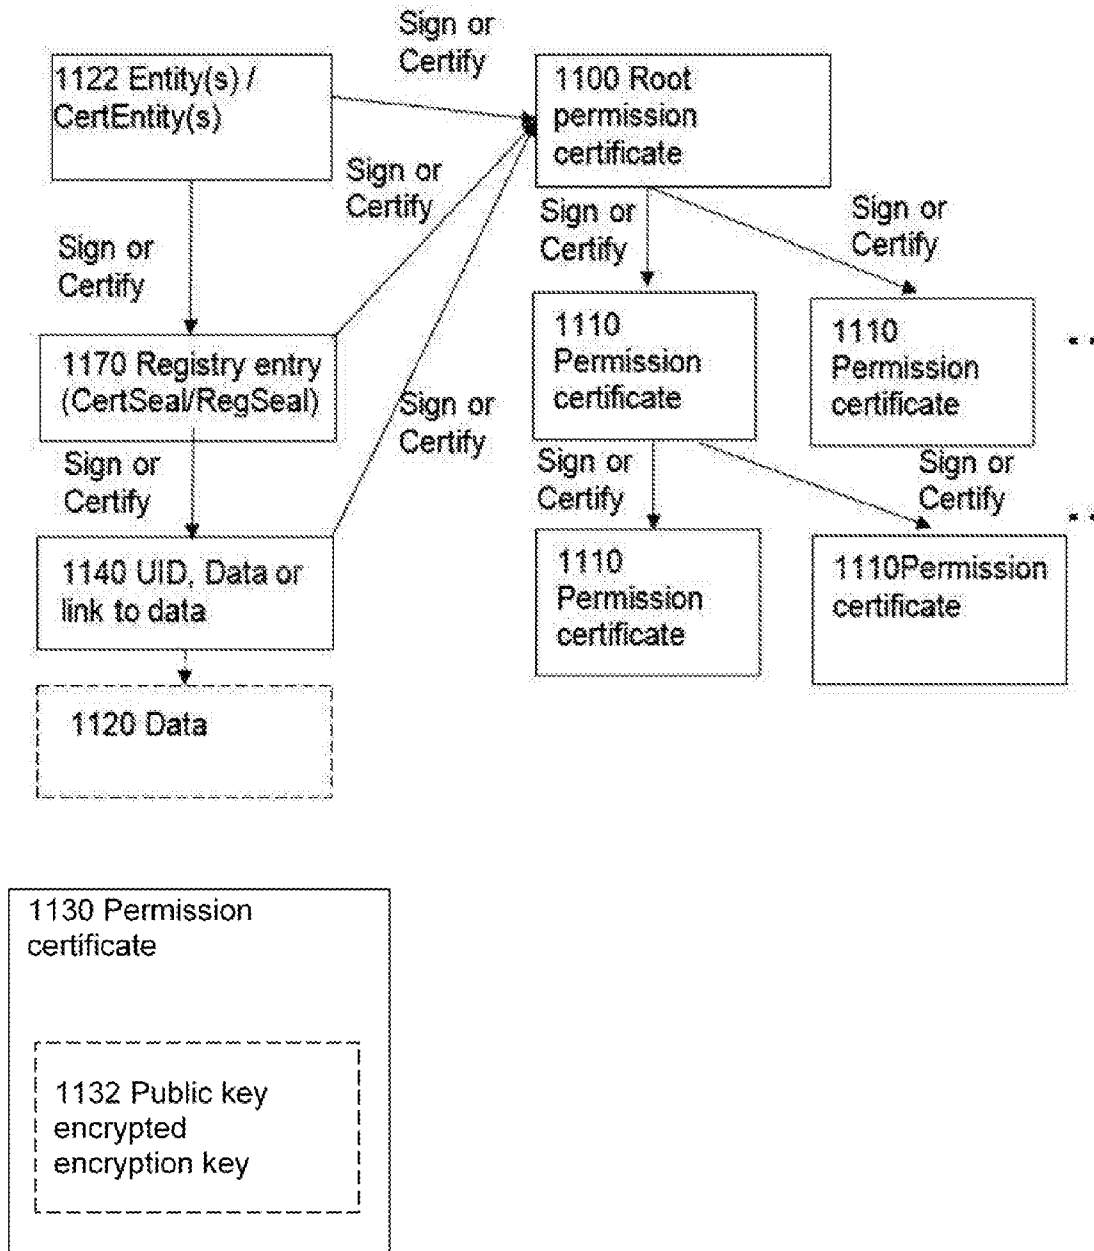 Sign or
Certify
1122 Entity(s) /
CertEntity(s)
1100 Root
permission
certificate
Sign or
Certify
Sign or
Certify
Sign or
Certify
Sign or
Certify
1110
Permission
certificate
1110
Permission
certificate
..
1170 Registry entry
(CertSeal/RegSeal)
Sign or
Certify
Sign or
Certify
Sign or
Certify
Sign or
Certify
..
1140 UID, Data or
link to data
1110
Permission
certificate
1110Permission
certificate
1120 Data
1130 Permission
certificate
1132 Public key
encrypted
encryption key